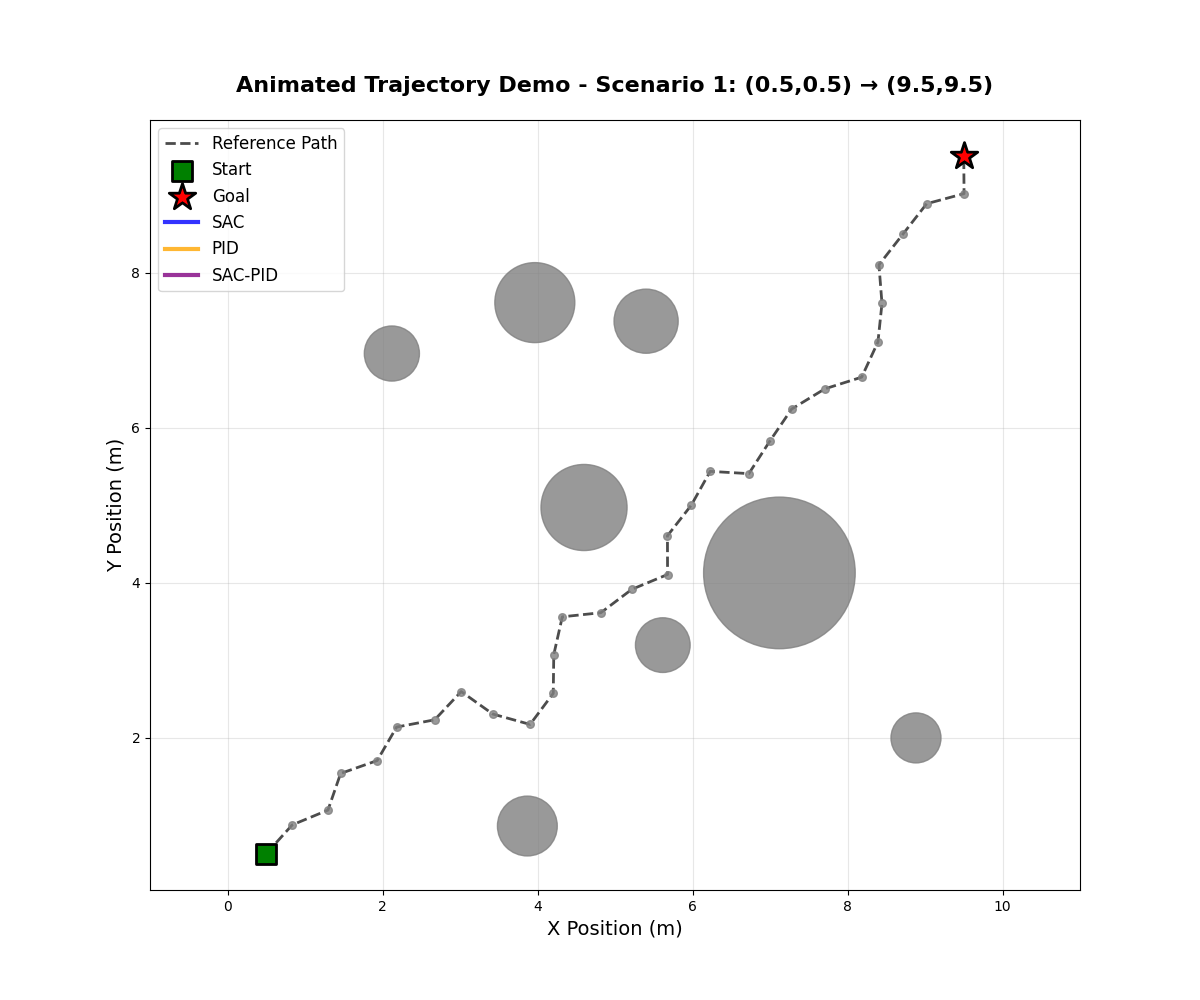 Animated Trajectory Demo - Scenario 1: (0.5,0.5) → (9.5,9.5)
Reference Path
Start
Goal
SAC
PID
SAC-PID
8
6
4
2
Y Position (m)
0 2 4 6 8 10
X Position (m)